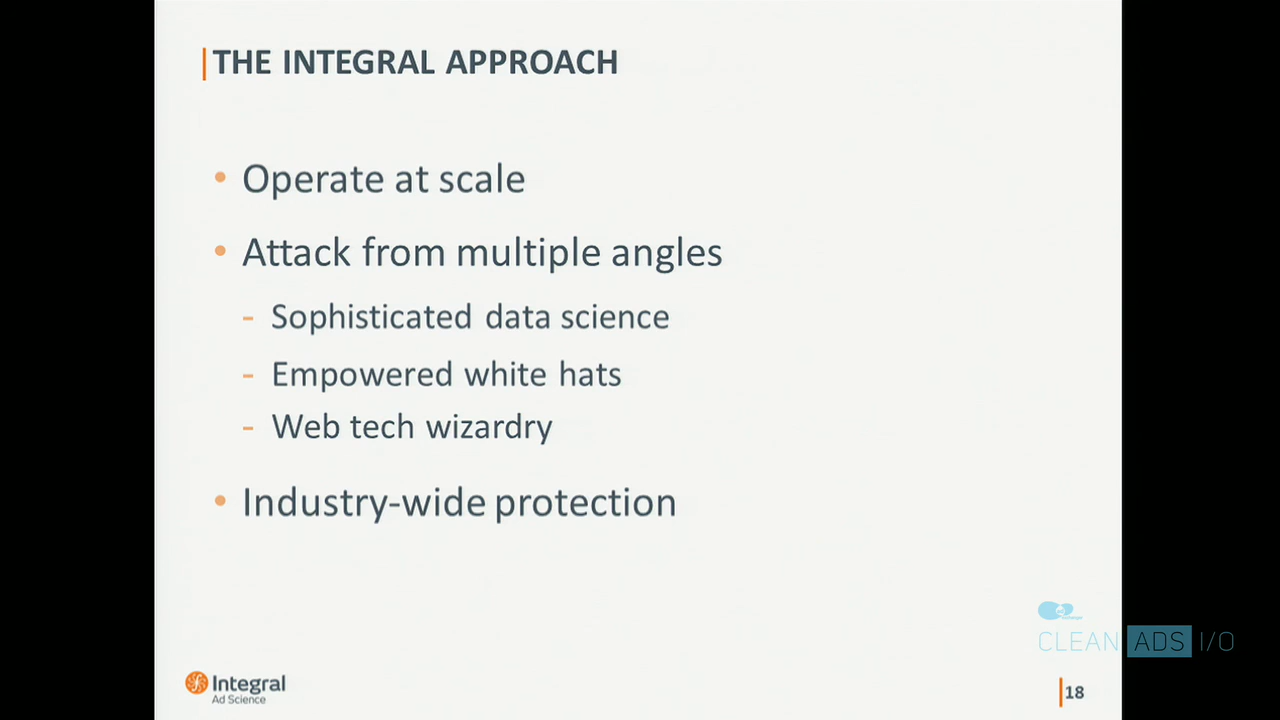 THE INTEGRAL APPROACH
• Operate at scale
• Attack from multiple angles
- Sophisticated data science
- Empowered white hats
- Web tech wizardry
• Industry-wide protection
CLEAN ADS I/O
Integral
Ad Science
18